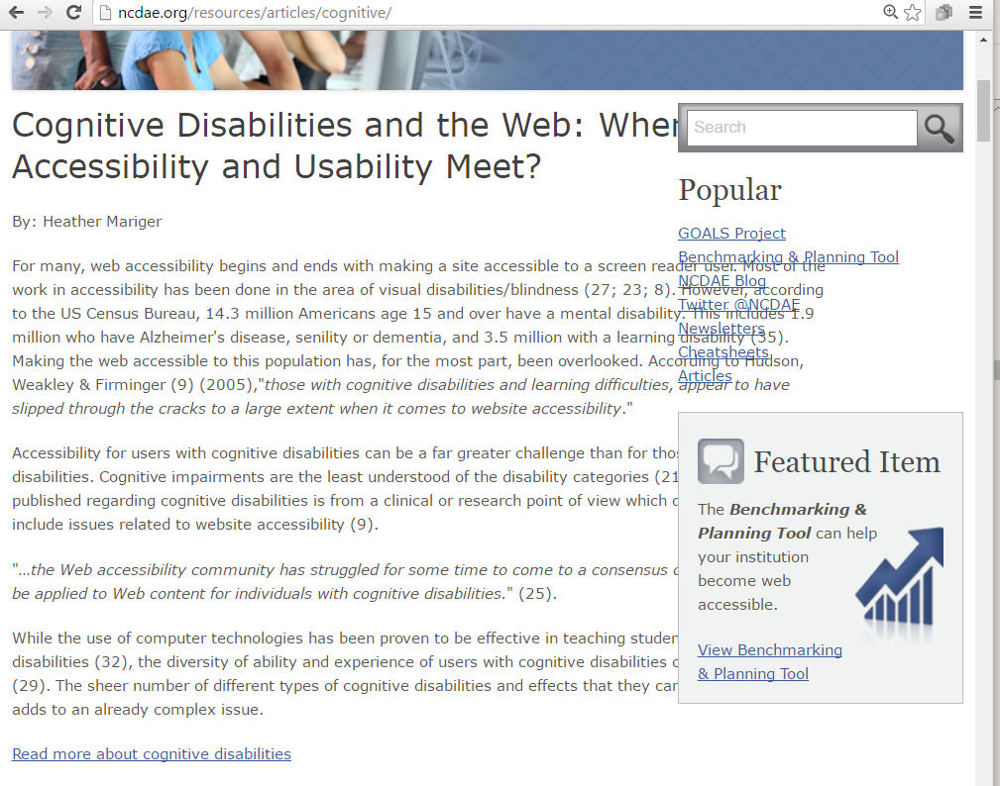 ncdae.org/resources/articles/cognitive/
Cognitive Disabilities and the Web: Wher
Accessibility and Usability Meet?
By: Heather Mariger
For many, web accessibility begins and ends with making a site accessible to a screen reader user. Most of the
work in accessibility has been done in the area of visual disabilities/blindness (27; 23; 8). However, according
to the US Census Bureau, 14.3 million Americans age 15 and over have a mental disability. This includes 1.9
million who have Alzheimer's disease, senility or dementia, and 3.5 million with a learning disability (35).
Making the web accessible to this population has, for the most part, been overlooked. According to Hudson,
Weakley & Firminger (9) (2005),"those with cognitive disabilities and learning difficulties, appear to have
slipped through the cracks to a large extent when it comes to website accessibility."
Accessibility for users with cognitive disabilities can be a far greater challenge than for
disabilities. Cognitive impairments are the least understood of the disability categories (21
published regarding cognitive disabilities is from a clinical or research point of view which
include issues related to website accessibility (9).
"…the Web accessibility community has struggled for some time to come to a consensus
be applied to Web content for individuals with cognitive disabilities." (25).
While the use of computer technologies has been proven to be effective in teaching
disabilities (32), the diversity of ability and experience of users with cognitive disabilities
(29). The sheer number of different types of cognitive disabilities and effects that they
adds to an already complex issue.
Read more about cognitive disabilities
Search
Popular
GOALS Project
Benchmarking & Planning Tool
NCDAE Blog
Twitter @NCDAE
Newsletters
Cheatsheets
Articles
Featured Item
The Benchmarking &
Planning Tool can help
your institution
become web
accessible.
View Benchmarking
& Planning Tool